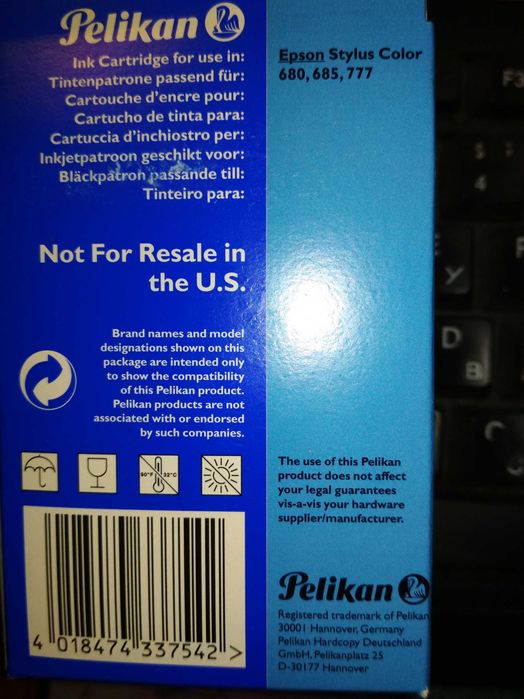 Pelikan
Ink Cartridge for use in:
Tintenpatrone passend für:
Cartouche d'encre pour:
Cartucho de tinta para:
Cartuccia d'inchiostro per:
Inkjetpatroon geschikt voor:
Bläckpatron passande till:
Tinteiro para:
Epson Stylus Color
680, 685, 777
Not For Resale in
the U.S.
Brand names and model
designations shown on this
package are intended only
to show the compatibility
of this Pelikan product.
Pelikan products are not
associated with or endorsed
by such companies.
90°F 32°C
The use of this Pelikan
product does not affect
your legal guarantees
vis-a-vis your hardware
supplier/manufacturer.
4 018474 337542 >
Pelikan
Registered trademark of Pelikan
30001 Hannover, Germany
Pelikan Hardcopy Deutschland
GmbH, Pelikanplatz 25
D-30177 Hannover
$
4
Y
D
B